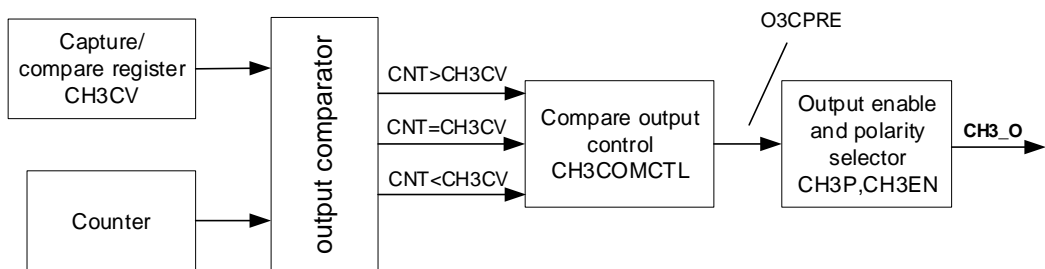 Capture/
compare register
CH3CV
Counter
output comparator
CNT>CH3CV
CNT=CH3CV
CNT<CH3CV
Compare output
control
CH3COMCTL
O3CPRE
Output enable
and polarity
selector
CH3P,CH3EN
CH3_O